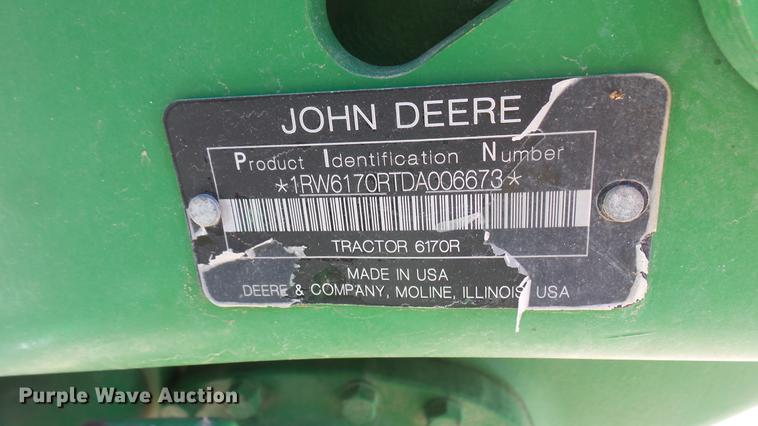 JOHN DEERE
Product Identification Number
*1RW6170RTDA006673*
TRACTOR 6170R
MADE IN USA
DEERE & COMPANY, MOLINE, ILLINOIS USA
Purple Wave Auction